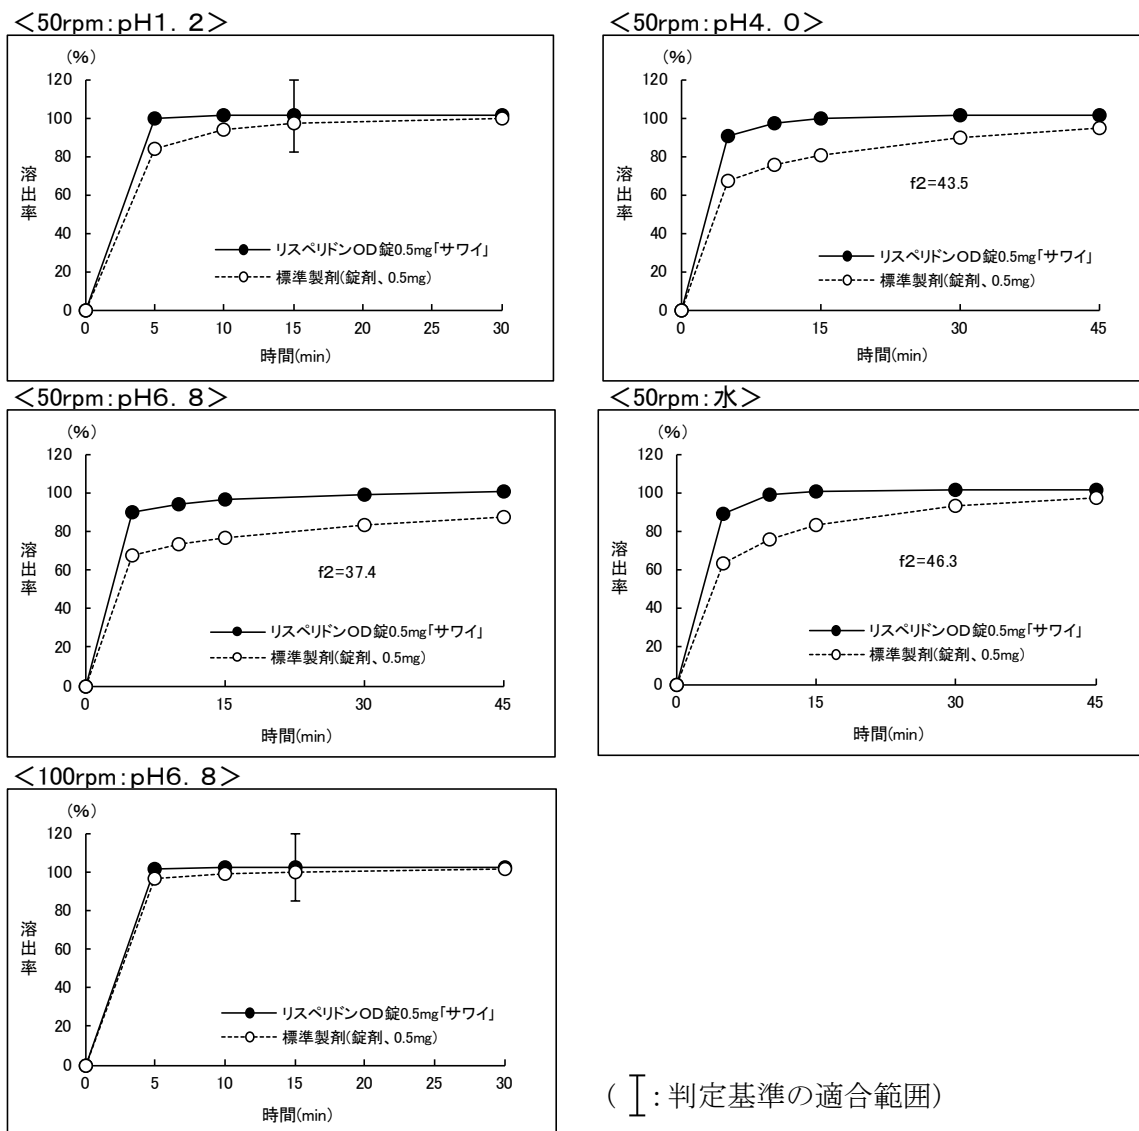 ＜50rpm：pH1．2＞
(%)
120
100
80
60
40
20
0
溶出率
リスペリドンOD錠0.5mg「サワイ」
標準製剤(錠剤、0.5mg)
0 5 10 15 20 25 30
時間(min)
＜50rpm：pH4．0＞
(%)
120
100
80
60
40
20
0
溶出率
f2=43.5
リスペリドンOD錠0.5mg「サワイ」
標準製剤(錠剤、0.5mg)
0 15 30 45
時間(min)
＜50rpm：pH6．8＞
(%)
120
100
80
60
40
20
0
溶出率
f2=37.4
リスペリドンOD錠0.5mg「サワイ」
標準製剤(錠剤、0.5mg)
0 15 30 45
時間(min)
＜50rpm：水＞
(%)
120
100
80
60
40
20
0
溶出率
f2=46.3
リスペリドンOD錠0.5mg「サワイ」
標準製剤(錠剤、0.5mg)
0 15 30 45
時間(min)
＜100rpm：pH6．8＞
(%)
120
100
80
60
40
20
0
溶出率
リスペリドンOD錠0.5mg「サワイ」
標準製剤(錠剤、0.5mg)
0 5 10 15 20 25 30
時間(min)
( ：判定基準の適合範囲)